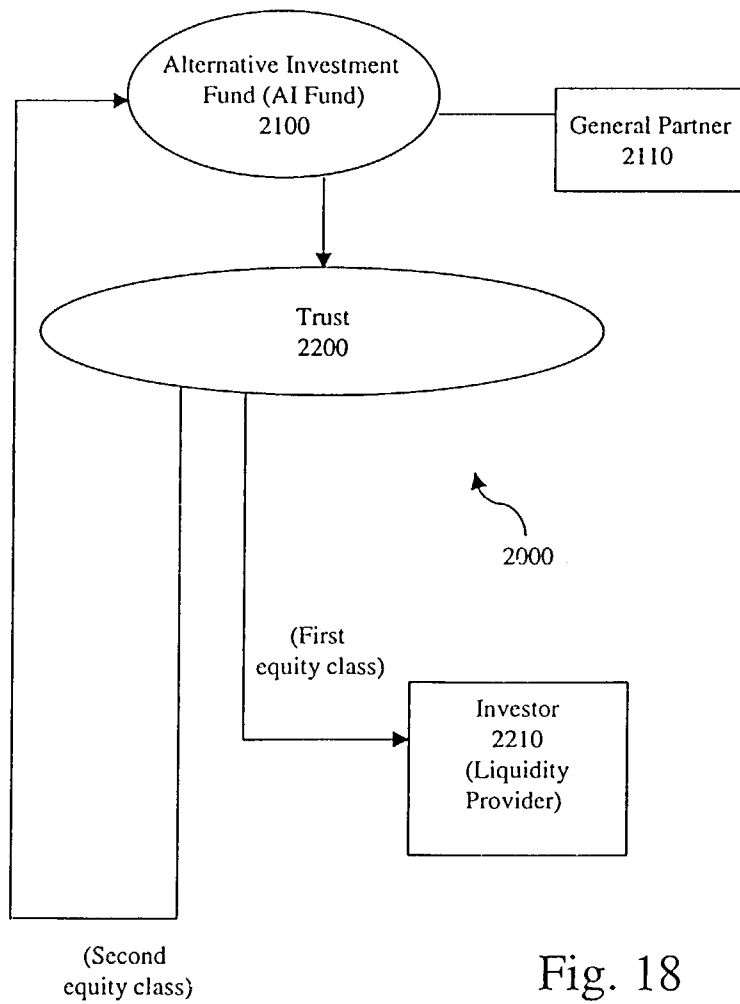 Alternative Investment
Fund (AI Fund)
2100
General Partner
2110
Trust
2200
2000
(First
equity class)
Investor
2210
(Liquidity
Provider)
(Second
equity class)
Fig. 18